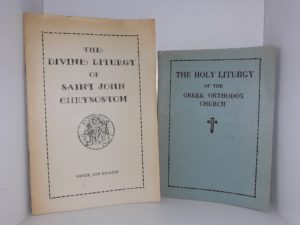 THE
DIVINE LITURGY
OF
SAINT JOHN
CHRYSOSTOM
GREEK AND ENGLISH
THE HOLY LITURGY
OF THE
GREEK ORTHODOX
CHURCH